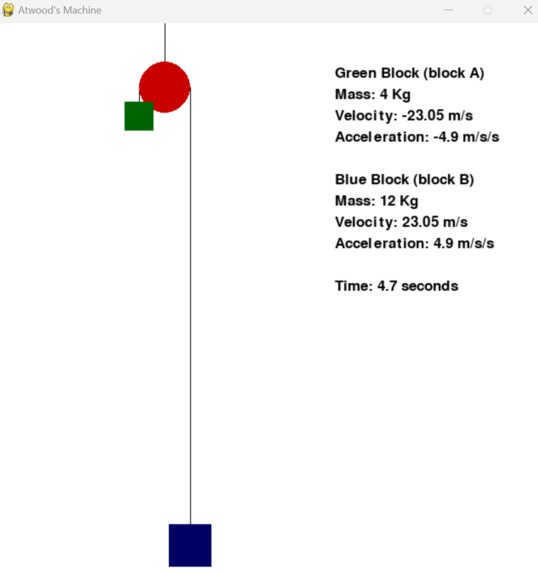 Atwood's Machine
Green Block (block A)
Mass: 4 Kg
Velocity: -23.05 m/s
Acceleration: -4.9 m/s/s
Blue Block (block B)
Mass: 12 Kg
Velocity: 23.05 m/s
Acceleration: 4.9 m/s/s
Time: 4.7 seconds